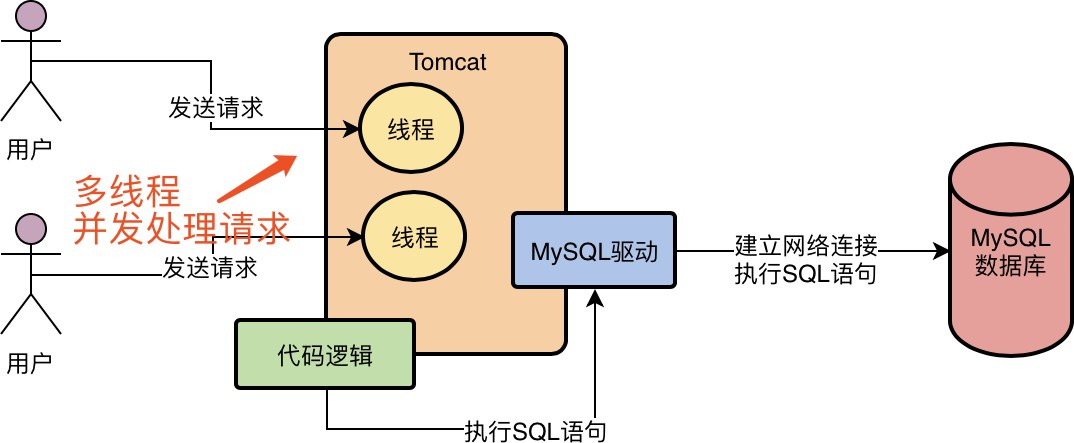 Tomcat
发送请求
线程
用户
多线程
并发处理请求
线程
发送请求
MySQL驱动
建立网络连接
执行SQL语句
MySQL
数据库
用户
代码逻辑
执行SQL语句